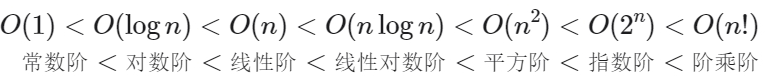 O(1) < O(log n) < O(n) < O(n log n) < O(n²) < O(2ⁿ) < O(n!)
常数阶 < 对数阶 < 线性阶 < 线性对数阶 < 平方阶 < 指数阶 < 阶乘阶